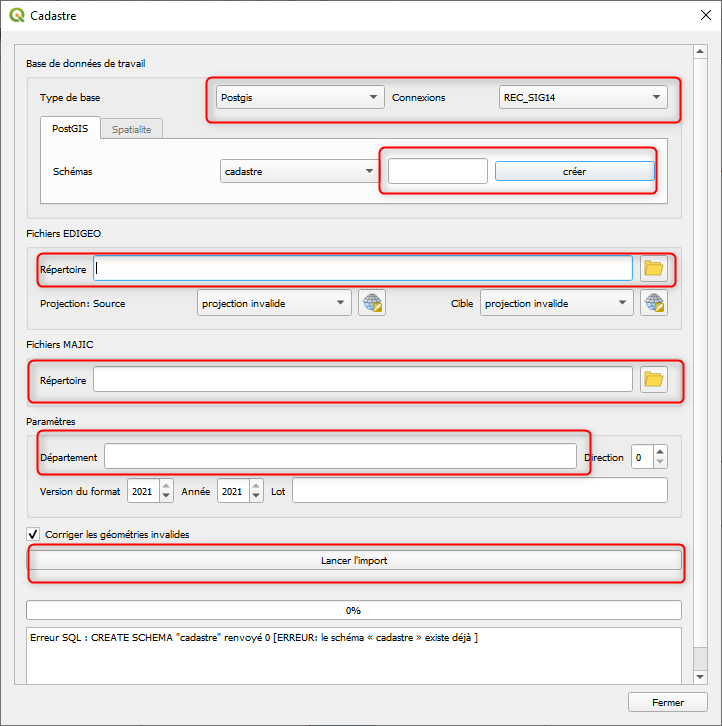 Cadastre
Base de données de travail
Type de base Postgis Connexions REC_SIG14
PostGIS Spatialite
Schémas cadastre créer
Fichiers EDIGEO
Répertoire
Projection: Source projection invalide Cible projection invalide
Fichiers MAJIC
Répertoire
Paramètres
Département Direction 0
Version du format 2021 Année 2021 Lot
Corriger les géométries invalides
Lancer l'import
0%
Erreur SQL : CREATE SCHEMA "cadastre" renvoyé 0 [ERREUR: le schéma « cadastre » existe déjà ]
Fermer